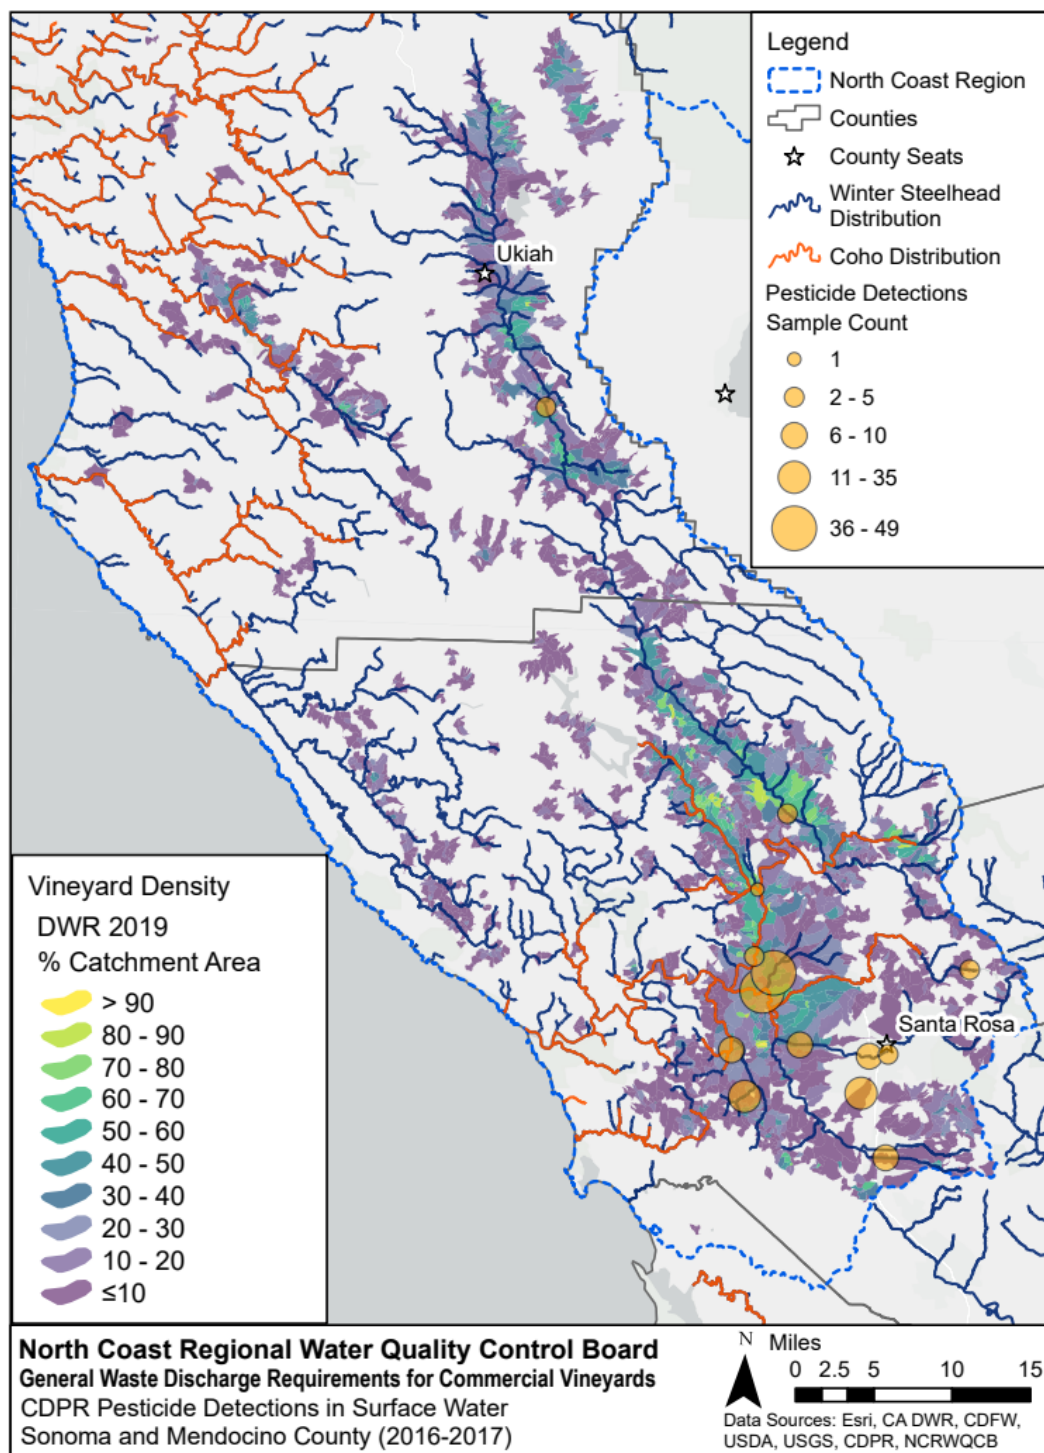 Legend
North Coast Region
Counties
County Seats
Winter Steelhead
Distribution
Coho Distribution
Pesticide Detections
Sample Count
1
2 - 5
6 - 10
11 - 35
36 - 49
Ukiah
Santa Rosa
Vineyard Density
DWR 2019
% Catchment Area
> 90
80 - 90
70 - 80
60 - 70
50 - 60
40 - 50
30 - 40
20 - 30
10 - 20
≤10
North Coast Regional Water Quality Control Board
General Waste Discharge Requirements for Commercial Vineyards
CDPR Pesticide Detections in Surface Water
Sonoma and Mendocino County (2016-2017)
N
Miles
0 2.5 5 10 15
Data Sources: Esri, CA DWR, CDFW,
USDA, USGS, CDPR, NCRWQCB